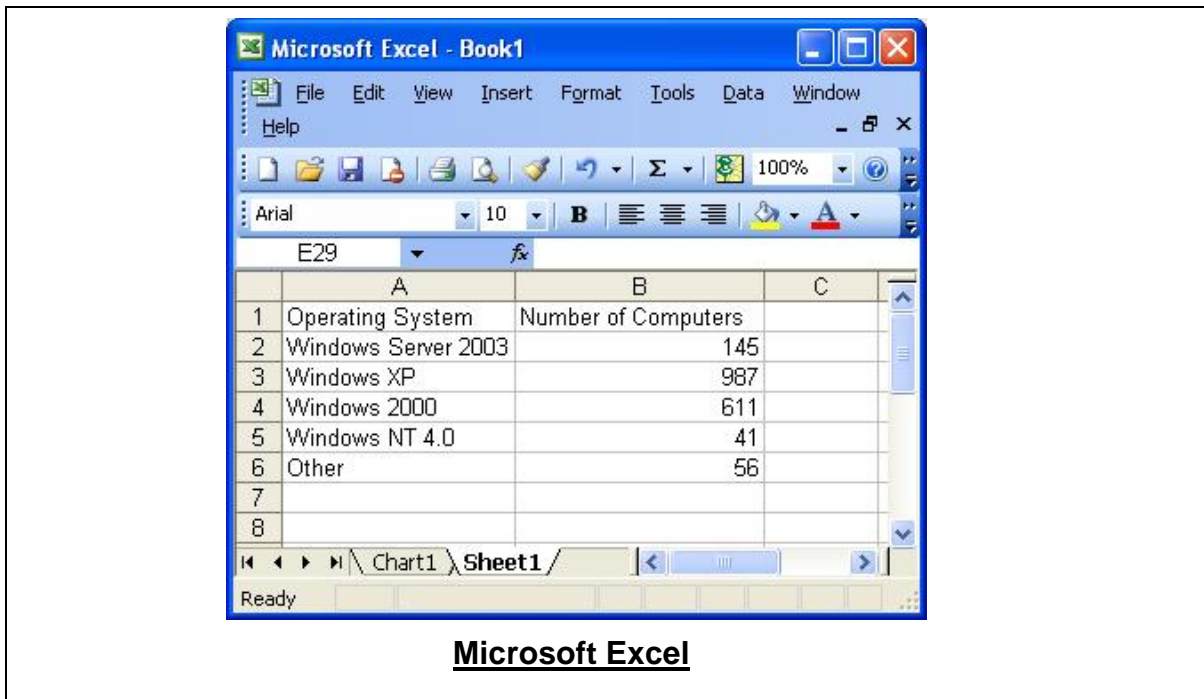 Microsoft Excel - Book1
File Edit View Insert Format Tools Data Window
Help
100%
Arial 10 B A
E29 fx
A B C
1 Operating System Number of Computers
2 Windows Server 2003 145
3 Windows XP 987
4 Windows 2000 611
5 Windows NT 4.0 41
6 Other 56
7
8
Chart1 Sheet1
Ready
Microsoft Excel